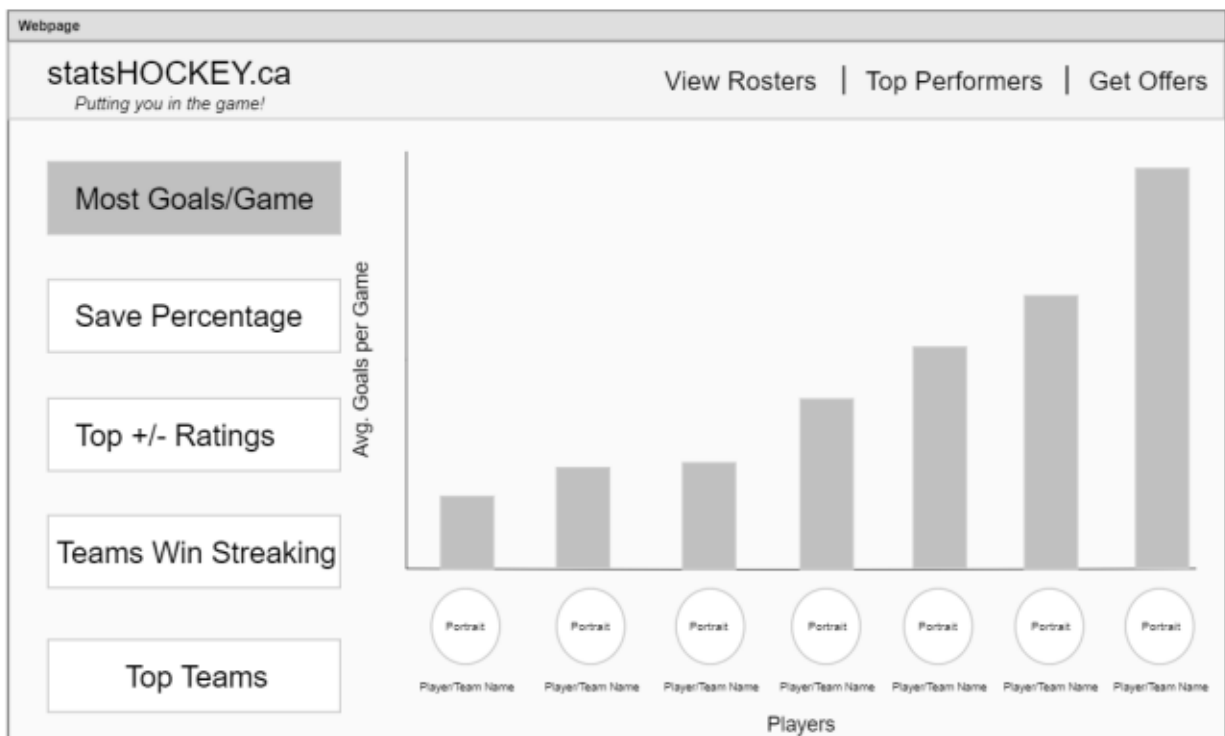 Webpage
statsHOCKEY.ca
Putting you in the game!
View Rosters | Top Performers | Get Offers
Most Goals/Game
Save Percentage
Top +/- Ratings
Teams Win Streaking
Top Teams
Avg. Goals per Game
Portrait Portrait Portrait Portrait Portrait Portrait Portrait
Player/Team Name Player/Team Name Player/Team Name Player/Team Name Player/Team Name Player/Team Name Player/Team Name
Players